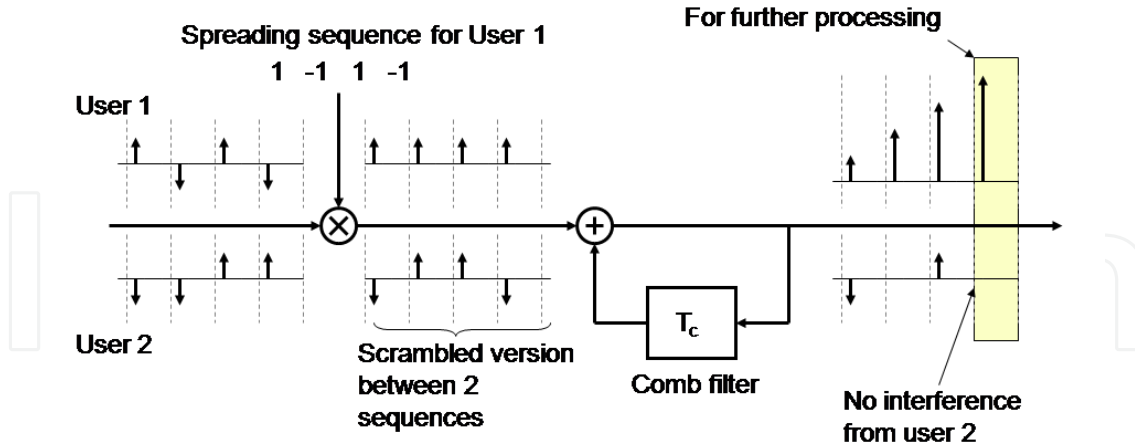 For further processing
Spreading sequence for User 1
1 -1 1 -1
User 1
User 2
Scrambled version
between 2
sequences
Tc
Comb filter
No interference
from user 2